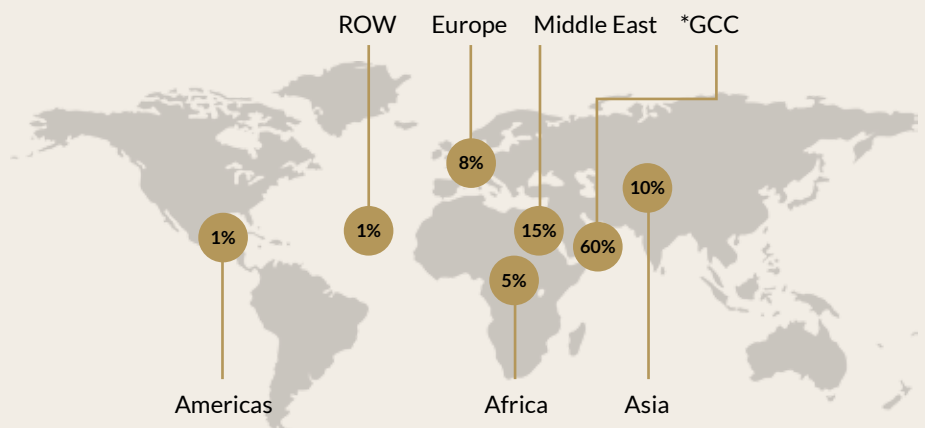 ROW Europe Middle East *GCC
8%
10%
1% 1% 15% 60%
5%
Americas Africa Asia